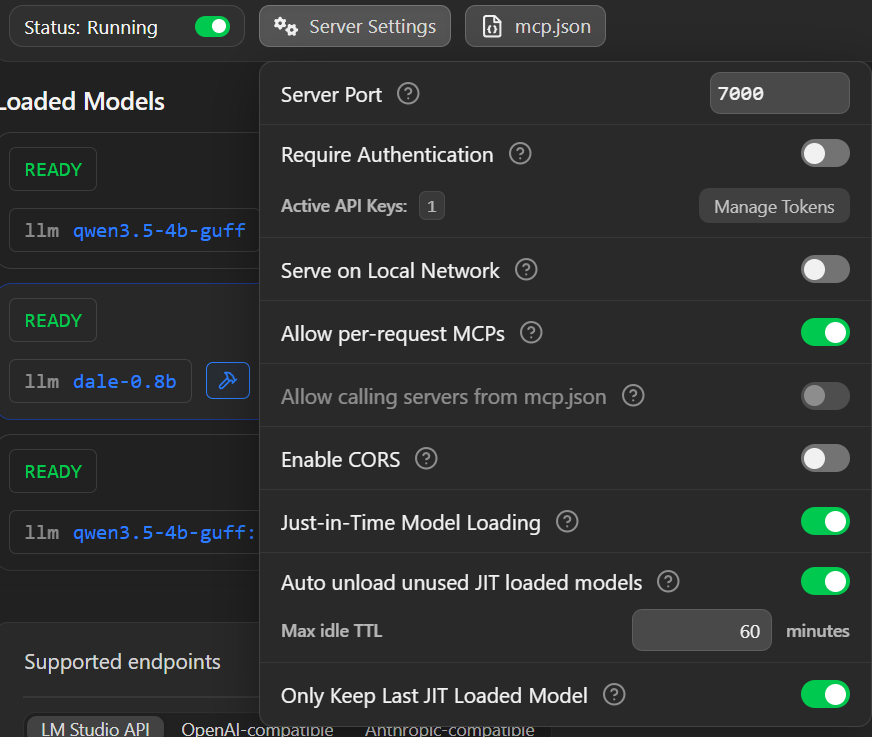 Status: Running
Server Settings
mcp.json
Loaded Models
READY
llm qwen3.5-4b-guff
READY
llm dale-0.8b
READY
llm qwen3.5-4b-guff:
Supported endpoints
LM Studio API OpenAI-compatible Anthropic-compatible
Server Port 7000
Require Authentication
Active API Keys: 1 Manage Tokens
Serve on Local Network
Allow per-request MCPs
Allow calling servers from mcp.json
Enable CORS
Just-in-Time Model Loading
Auto unload unused JIT loaded models
Max idle TTL 60 minutes
Only Keep Last JIT Loaded Model